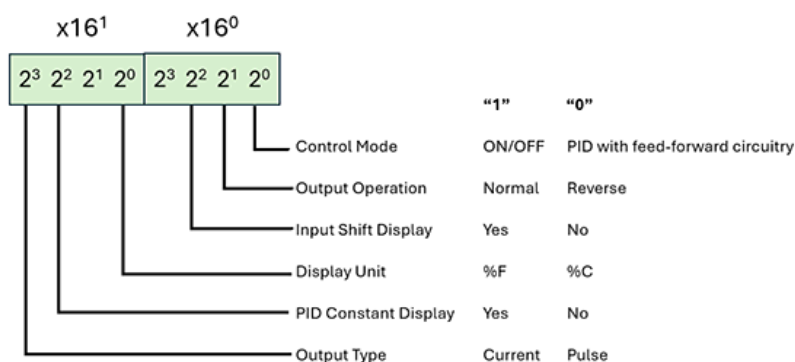 x16¹ x16⁰
2³ 2² 2¹ 2⁰ 2³ 2² 2¹ 2⁰
“1” “0”
Control Mode ON/OFF PID with feed-forward circuitry
Output Operation Normal Reverse
Input Shift Display Yes No
Display Unit %F %C
PID Constant Display Yes No
Output Type Current Pulse